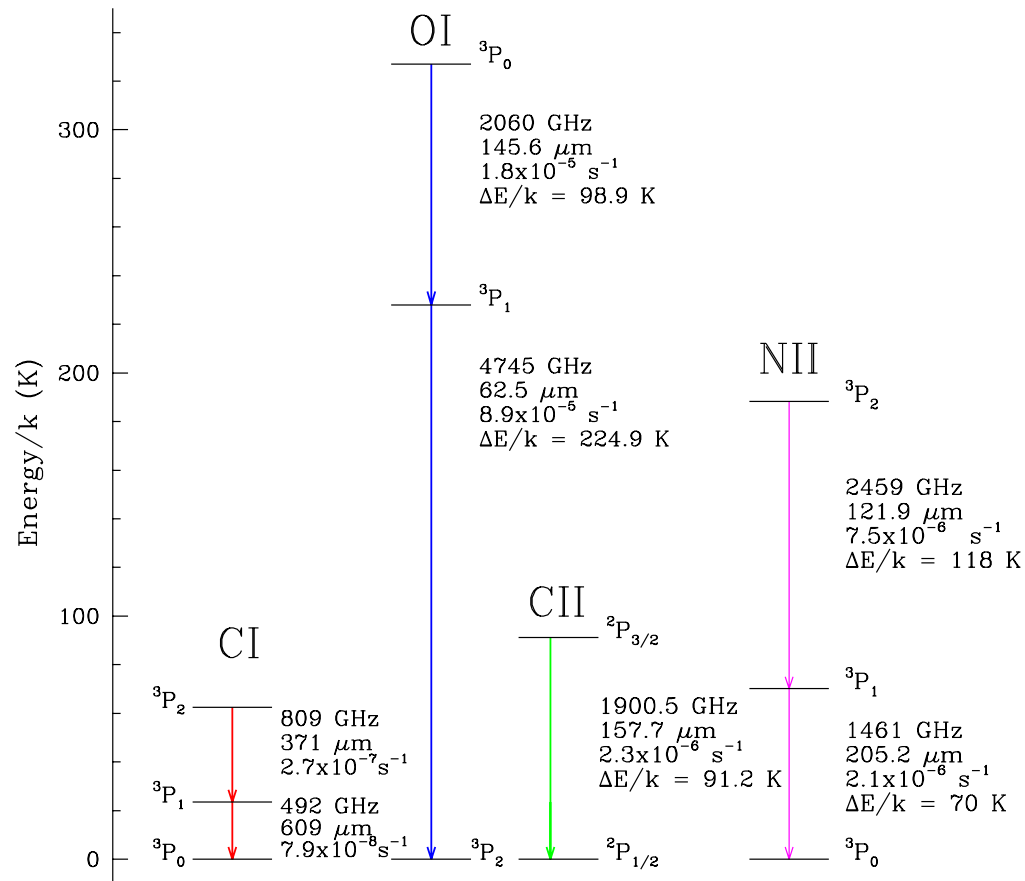 OI
³P₀
2060 GHz
145.6 μm
1.8x10⁻⁵ s⁻¹
ΔE/k = 98.9 K
³P₁
4745 GHz
62.5 μm
8.9x10⁻⁵ s⁻¹
ΔE/k = 224.9 K
³P₂
NII
³P₂
2459 GHz
121.9 μm
7.5x10⁻⁶ s⁻¹
ΔE/k = 118 K
³P₁
1461 GHz
205.2 μm
2.1x10⁻⁶ s⁻¹
ΔE/k = 70 K
³P₀
CII
²P₃/₂
1900.5 GHz
157.7 μm
2.3x10⁻⁶ s⁻¹
ΔE/k = 91.2 K
²P₁/₂
CI
³P₂
809 GHz
371 μm
2.7x10⁻⁷s⁻¹
³P₁
492 GHz
609 μm
7.9x10⁻⁸s⁻¹
³P₀
Energy/k (K)
300
200
100
0